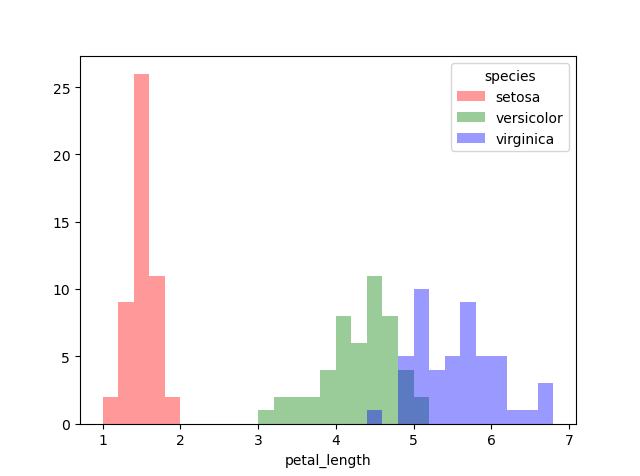 species
setosa
versicolor
virginica
25
20
15
10
5
0
1 2 3 4 5 6 7
petal_length